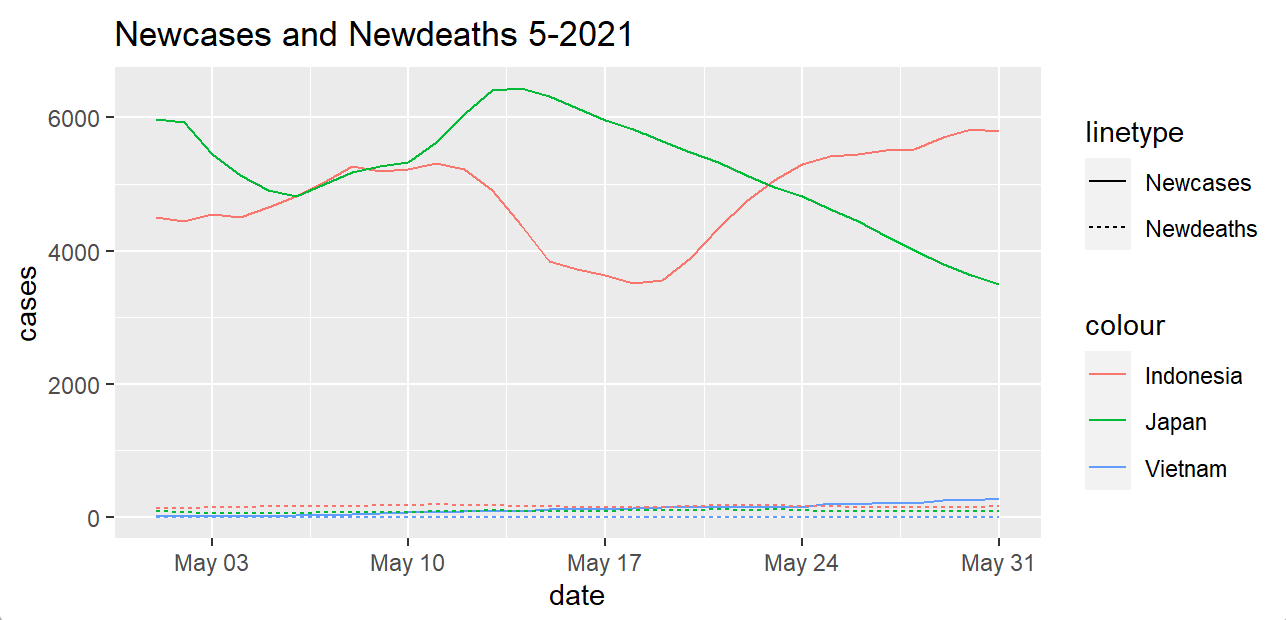 Newcases and Newdeaths 5-2021
6000
4000
2000
0
cases
May 03
May 10
May 17
May 24
May 31
date
linetype
Newcases
Newdeaths
colour
Indonesia
Japan
Vietnam